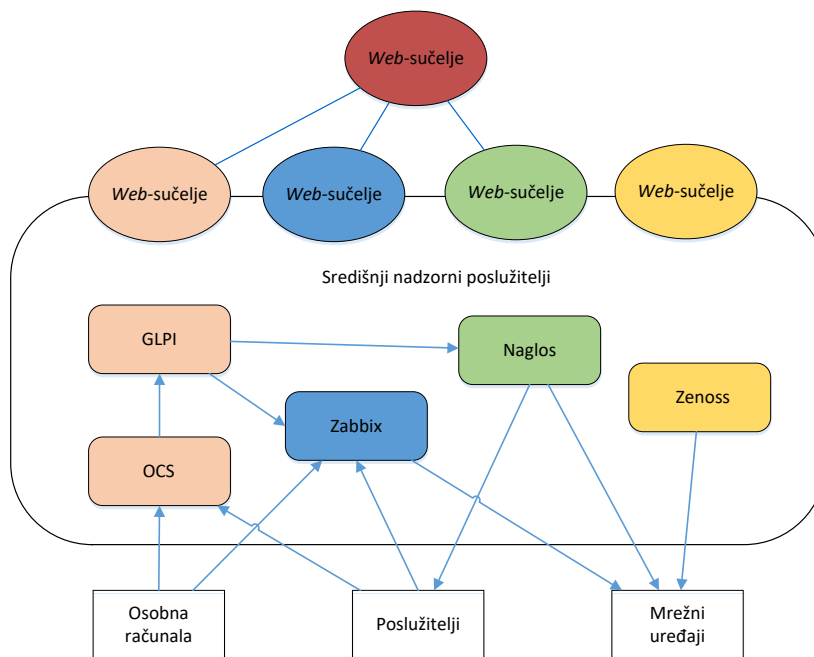 Web-sučelje
Web-sučelje
Web-sučelje
Web-sučelje
Web-sučelje
Središnji nadzorni poslužitelji
GLPI
Naglos
Zenoss
Zabbix
OCS
Osobna
računala
Poslužitelji
Mrežni
uređaji